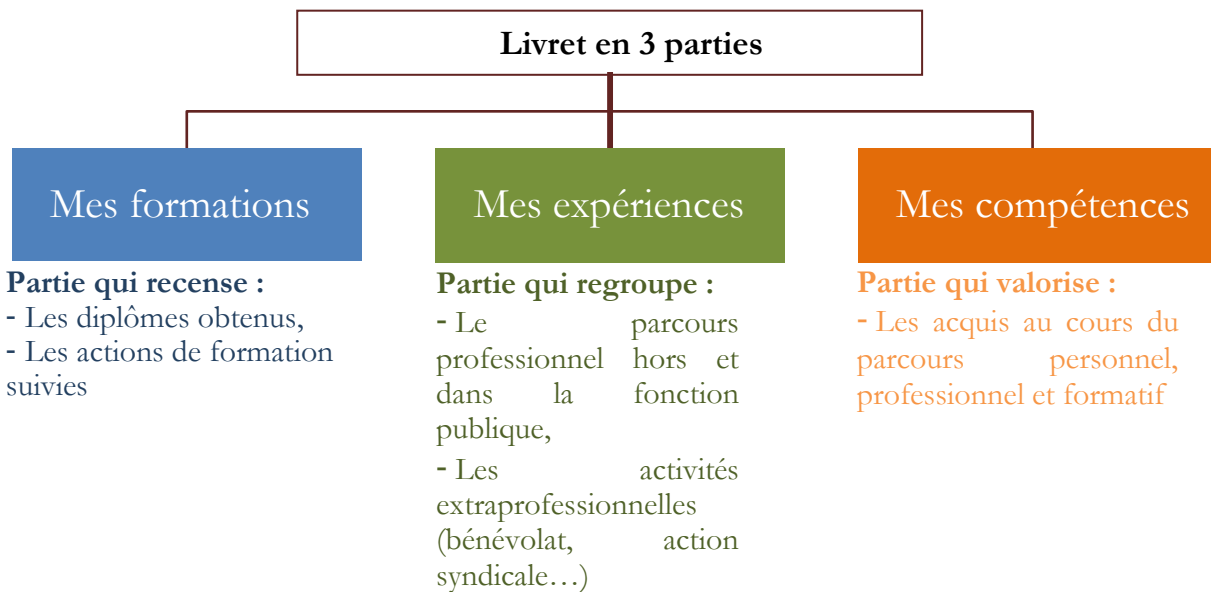 Livret en 3 parties
Mes formations
Partie qui recense :
- Les diplômes obtenus,
- Les actions de formation
suivies
Mes expériences
Partie qui regroupe :
- Le parcours
professionnel hors et
dans la fonction
publique,
- Les activités
extraprofessionnelles
(bénévolat, action
syndicale…)
Mes compétences
Partie qui valorise :
- Les acquis au cours du
parcours personnel,
professionnel et formatif